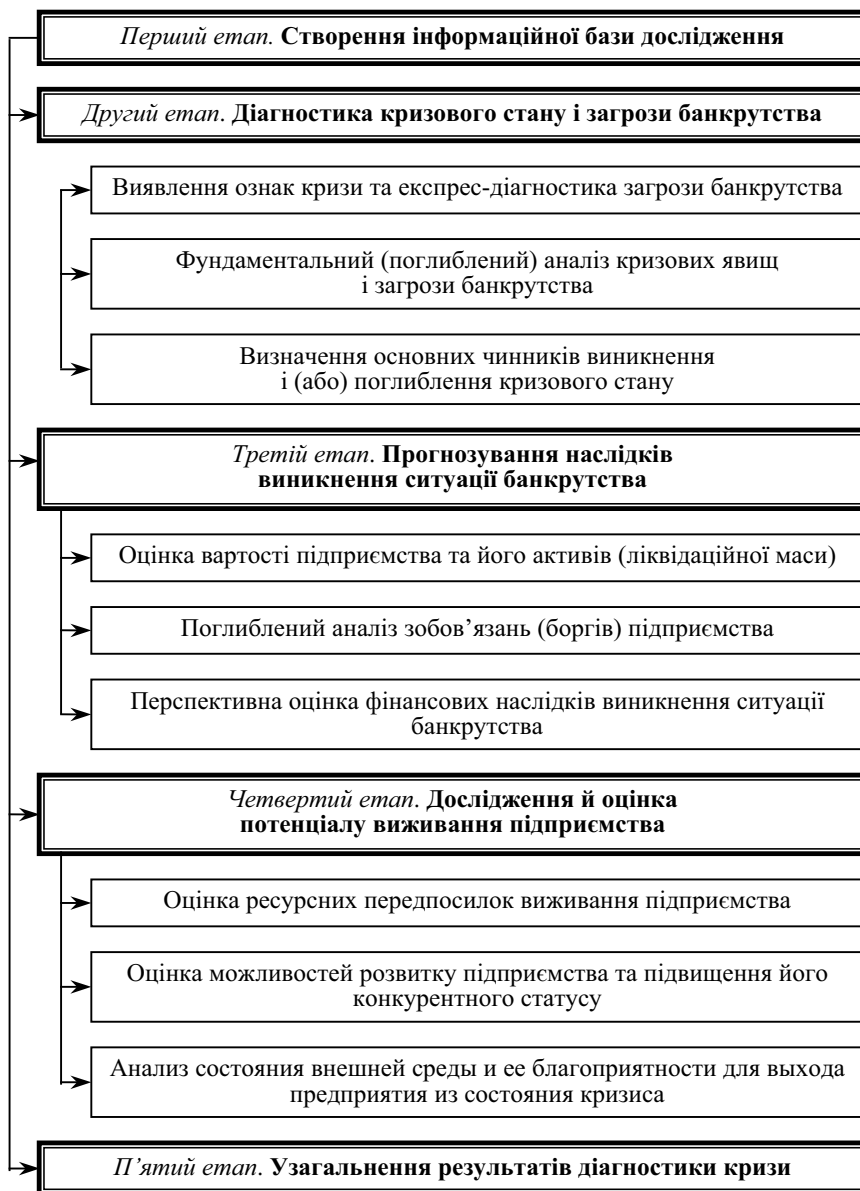 Перший етап. Створення інформаційної бази дослідження
Другий етап. Діагностика кризового стану і загрози банкрутства
Виявлення ознак кризи та експрес-діагностика загрози банкрутства
Фундаментальний (поглиблений) аналіз кризових явищ
і загрози банкрутства
Визначення основних чинників виникнення
і (або) поглиблення кризового стану
Третій етап. Прогнозування наслідків
виникнення ситуації банкрутства
Оцінка вартості підприємства та його активів (ліквідаційної маси)
Поглиблений аналіз зобов’язань (боргів) підприємства
Перспективна оцінка фінансових наслідків виникнення ситуації
банкрутства
Четвертий етап. Дослідження й оцінка
потенціалу виживання підприємства
Оцінка ресурсних передпосилок виживання підприємства
Оцінка можливостей розвитку підприємства та підвищення його
конкурентного статусу
Анализ состояния внешней среды и ее благоприятности для выхода
предприятия из состояния кризиса
П’ятий етап. Узагальнення результатів діагностики кризи